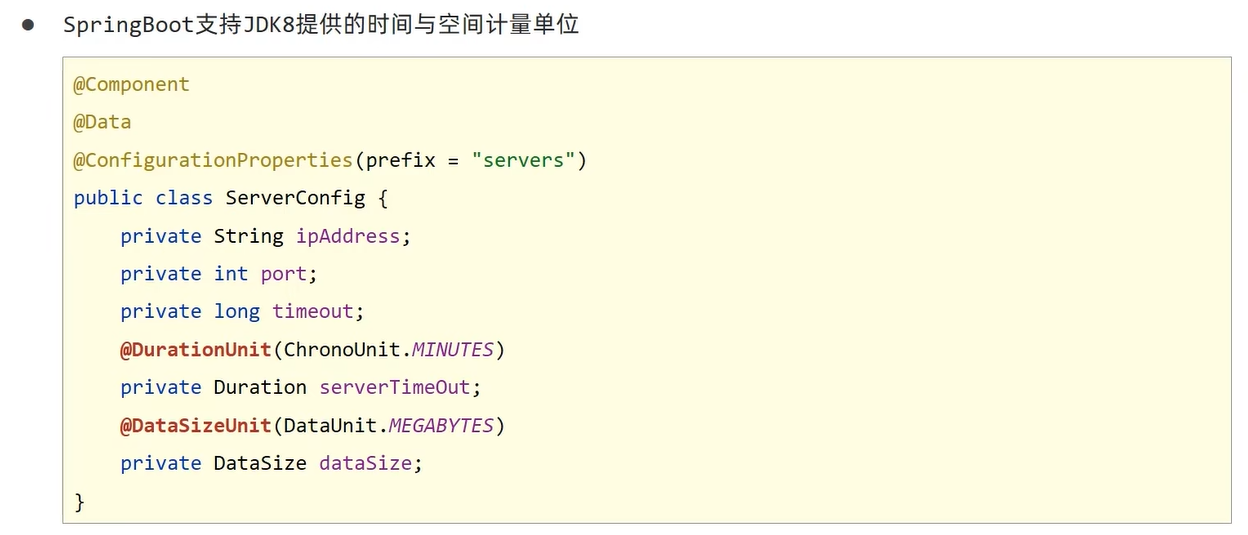 ● SpringBoot支持JDK8提供的时间与空间计量单位
@Component
@Data
@ConfigurationProperties(prefix = "servers")
public class ServerConfig {
    private String ipAddress;
    private int port;
    private long timeout;
    @DurationUnit(ChronoUnit.MINUTES)
    private Duration serverTimeOut;
    @DataSizeUnit(DataUnit.MEGABYTES)
    private DataSize dataSize;
}